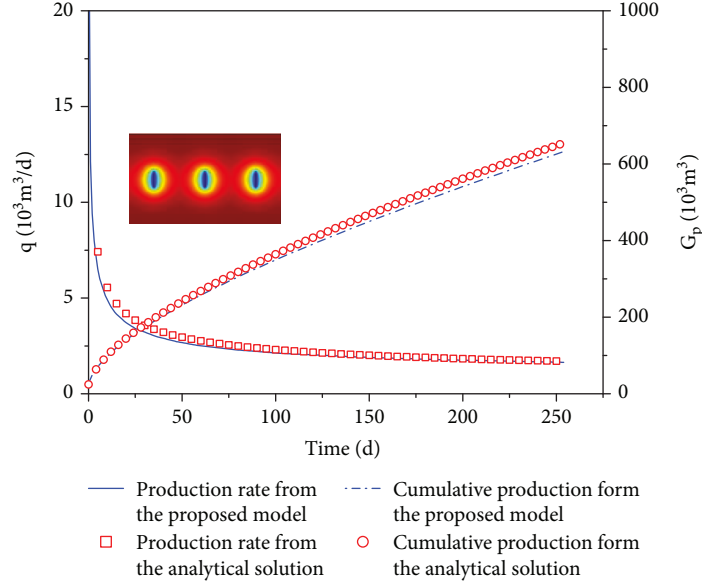 20
15
10
5
0
q (10³m³/d)
1000
800
600
400
200
0
Gₚ (10³m³)
0
50
100
150
200
250
Time (d)
Production rate from
the proposed model
Cumulative production form
the proposed model
Production rate from
the analytical solution
Cumulative production form
the analytical solution